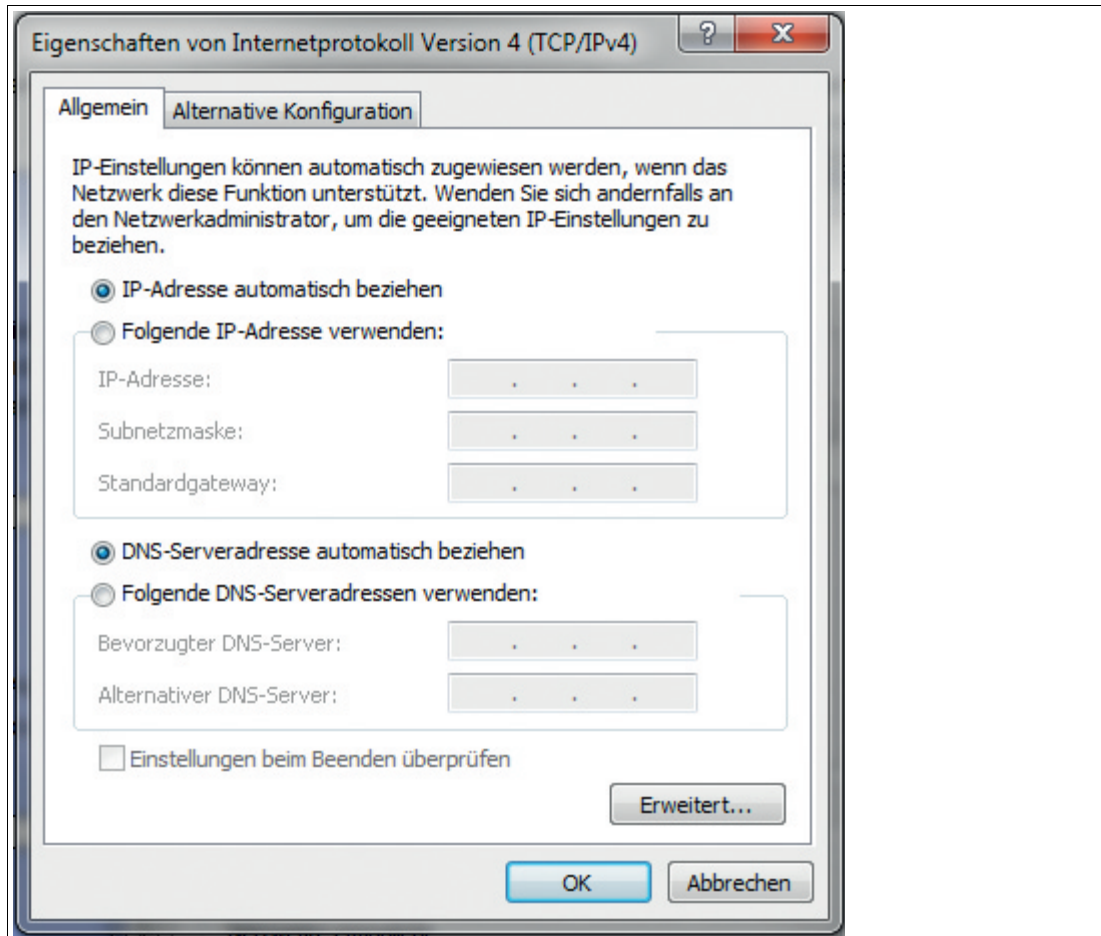 Eigenschaften von Internetprotokoll Version 4 (TCP/IPv4)
Allgemein
Alternative Konfiguration
IP-Einstellungen können automatisch zugewiesen werden, wenn das
Netzwerk diese Funktion unterstützt. Wenden Sie sich andernfalls an
den Netzwerkadministrator, um die geeigneten IP-Einstellungen zu
beziehen.
IP-Adresse automatisch beziehen
Folgende IP-Adresse verwenden:
IP-Adresse:
Subnetzmaske:
Standardgateway:
DNS-Serveradresse automatisch beziehen
Folgende DNS-Serveradressen verwenden:
Bevorzugter DNS-Server:
Alternativer DNS-Server:
Einstellungen beim Beenden überprüfen
Erweitert...
OK
Abbrechen